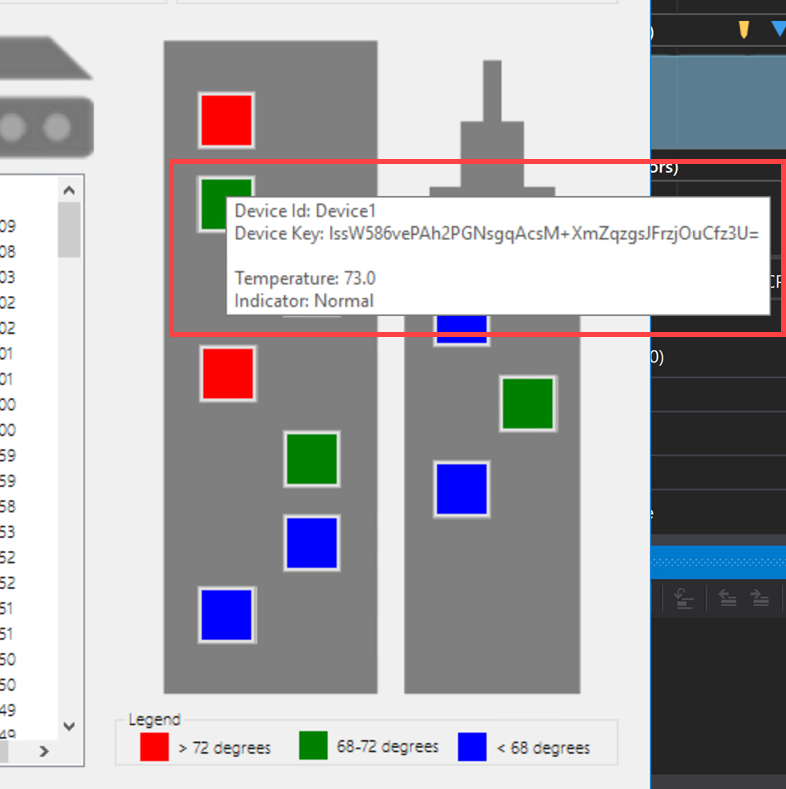 )
ors)
09
08
03
02
02
01
01
00
00
59
59
58
53
52
52
51
51
50
50
49
49
Device Id: Device1
Device Key: IssW586vePAh2PGNsgqAcsM+XmZqzgsJFrzjOuCfz3U=
Temperature: 73.0
Indicator: Normal
CP
0)
e
Legend
> 72 degrees
68-72 degrees
< 68 degrees